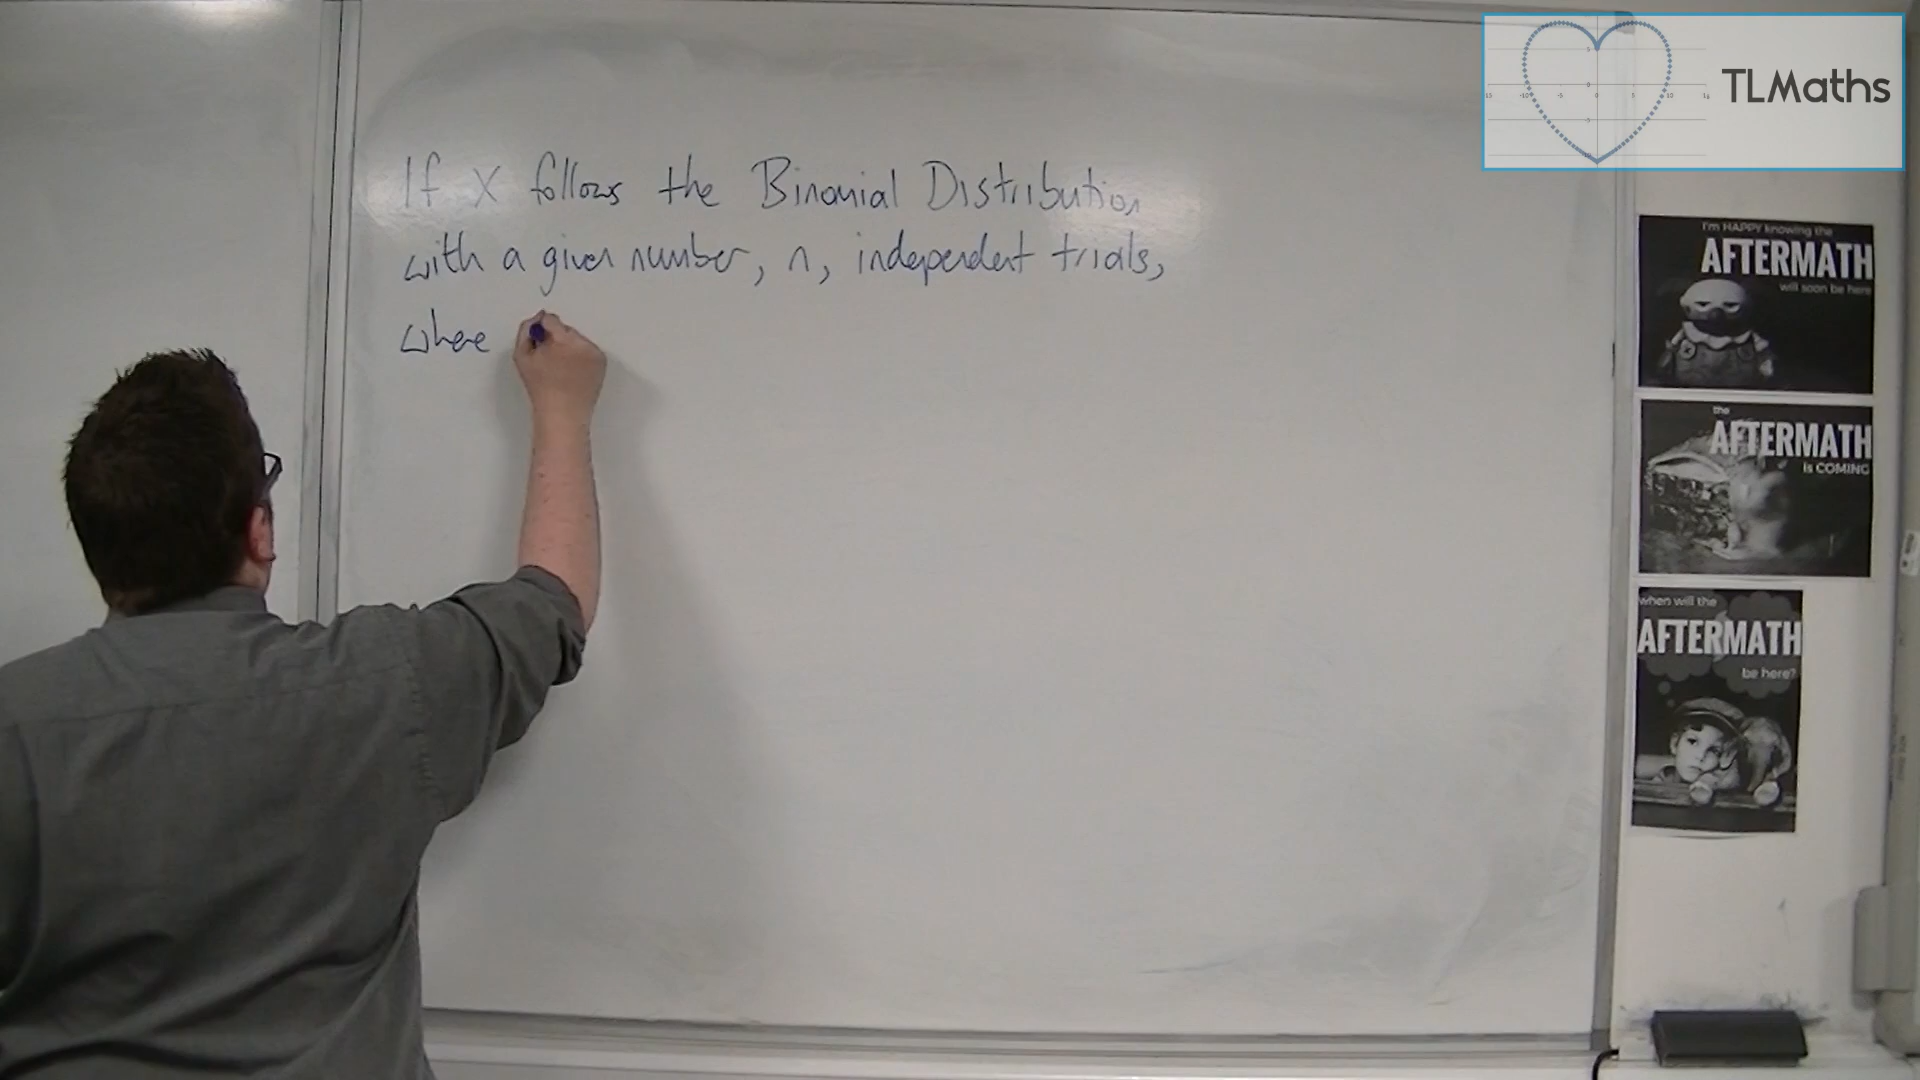 If X follows the Binomial Distribution
with a given number, n, independent trials,
where
TLMaths
I'm HAPPY knowing the
AFTERMATH
will soon be here
the
AFTERMATH
is COMING
when will the
AFTERMATH
be here?